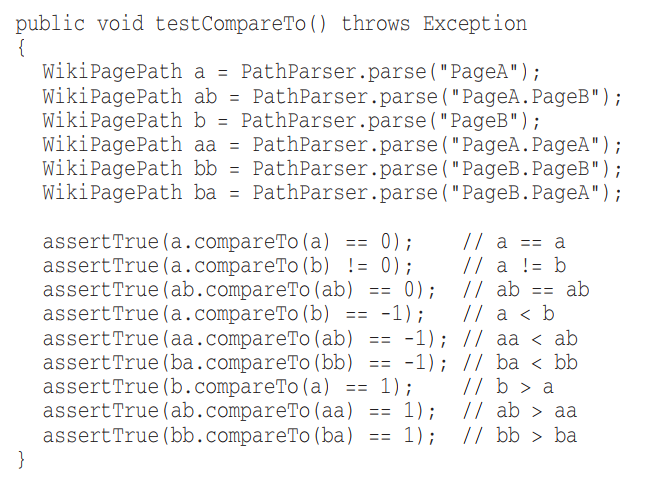 public void testCompareTo() throws Exception
{
  WikiPagePath a = PathParser.parse("PageA");
  WikiPagePath ab = PathParser.parse("PageA.PageB");
  WikiPagePath b = PathParser.parse("PageB");
  WikiPagePath aa = PathParser.parse("PageA.PageA");
  WikiPagePath bb = PathParser.parse("PageB.PageB");
  WikiPagePath ba = PathParser.parse("PageB.PageA");

  assertTrue(a.compareTo(a) == 0);    // a == a
  assertTrue(a.compareTo(b) != 0);    // a != b
  assertTrue(ab.compareTo(ab) == 0);  // ab == ab
  assertTrue(a.compareTo(b) == -1);   // a < b
  assertTrue(aa.compareTo(ab) == -1); // aa < ab
  assertTrue(ba.compareTo(bb) == -1); // ba < bb
  assertTrue(b.compareTo(a) == 1);    // b > a
  assertTrue(ab.compareTo(aa) == 1);  // ab > aa
  assertTrue(bb.compareTo(ba) == 1);  // bb > ba
}